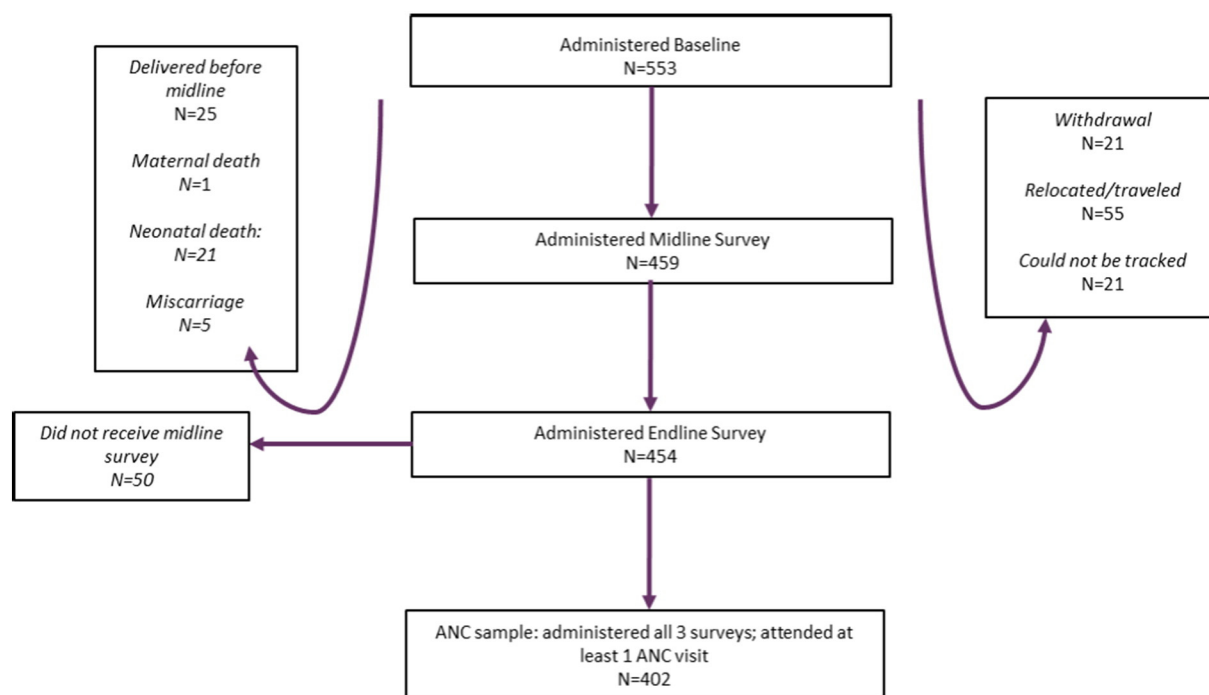 Administered Baseline
N=553
Delivered before
midline
N=25
Maternal death
N=1
Neonatal death:
N=21
Miscarriage
N=5
Withdrawal
N=21
Relocated/traveled
N=55
Could not be tracked
N=21
Administered Midline Survey
N=459
Did not receive midline
survey
N=50
Administered Endline Survey
N=454
ANC sample: administered all 3 surveys; attended at
least 1 ANC visit
N=402